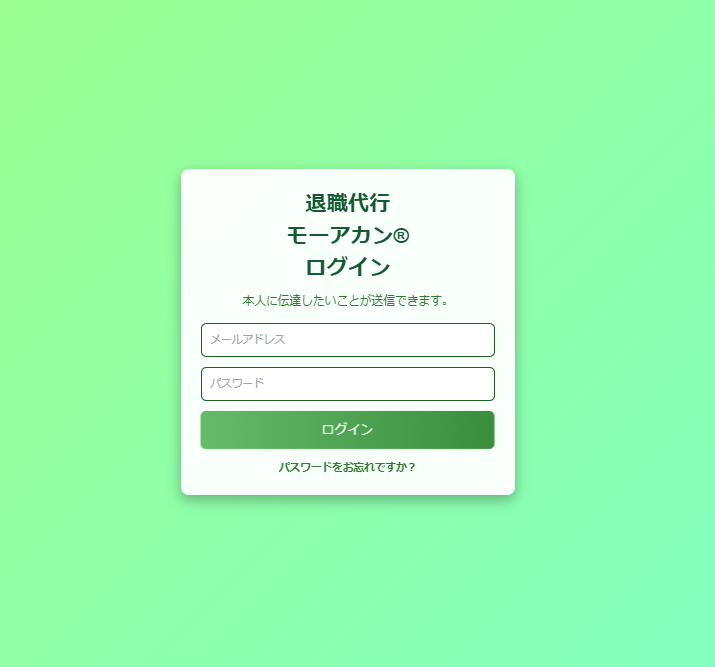 退職代行
モーアカン®
ログイン
本人に伝達したいことが送信できます。
メールアドレス
パスワード
ログイン
パスワードをお忘れですか？